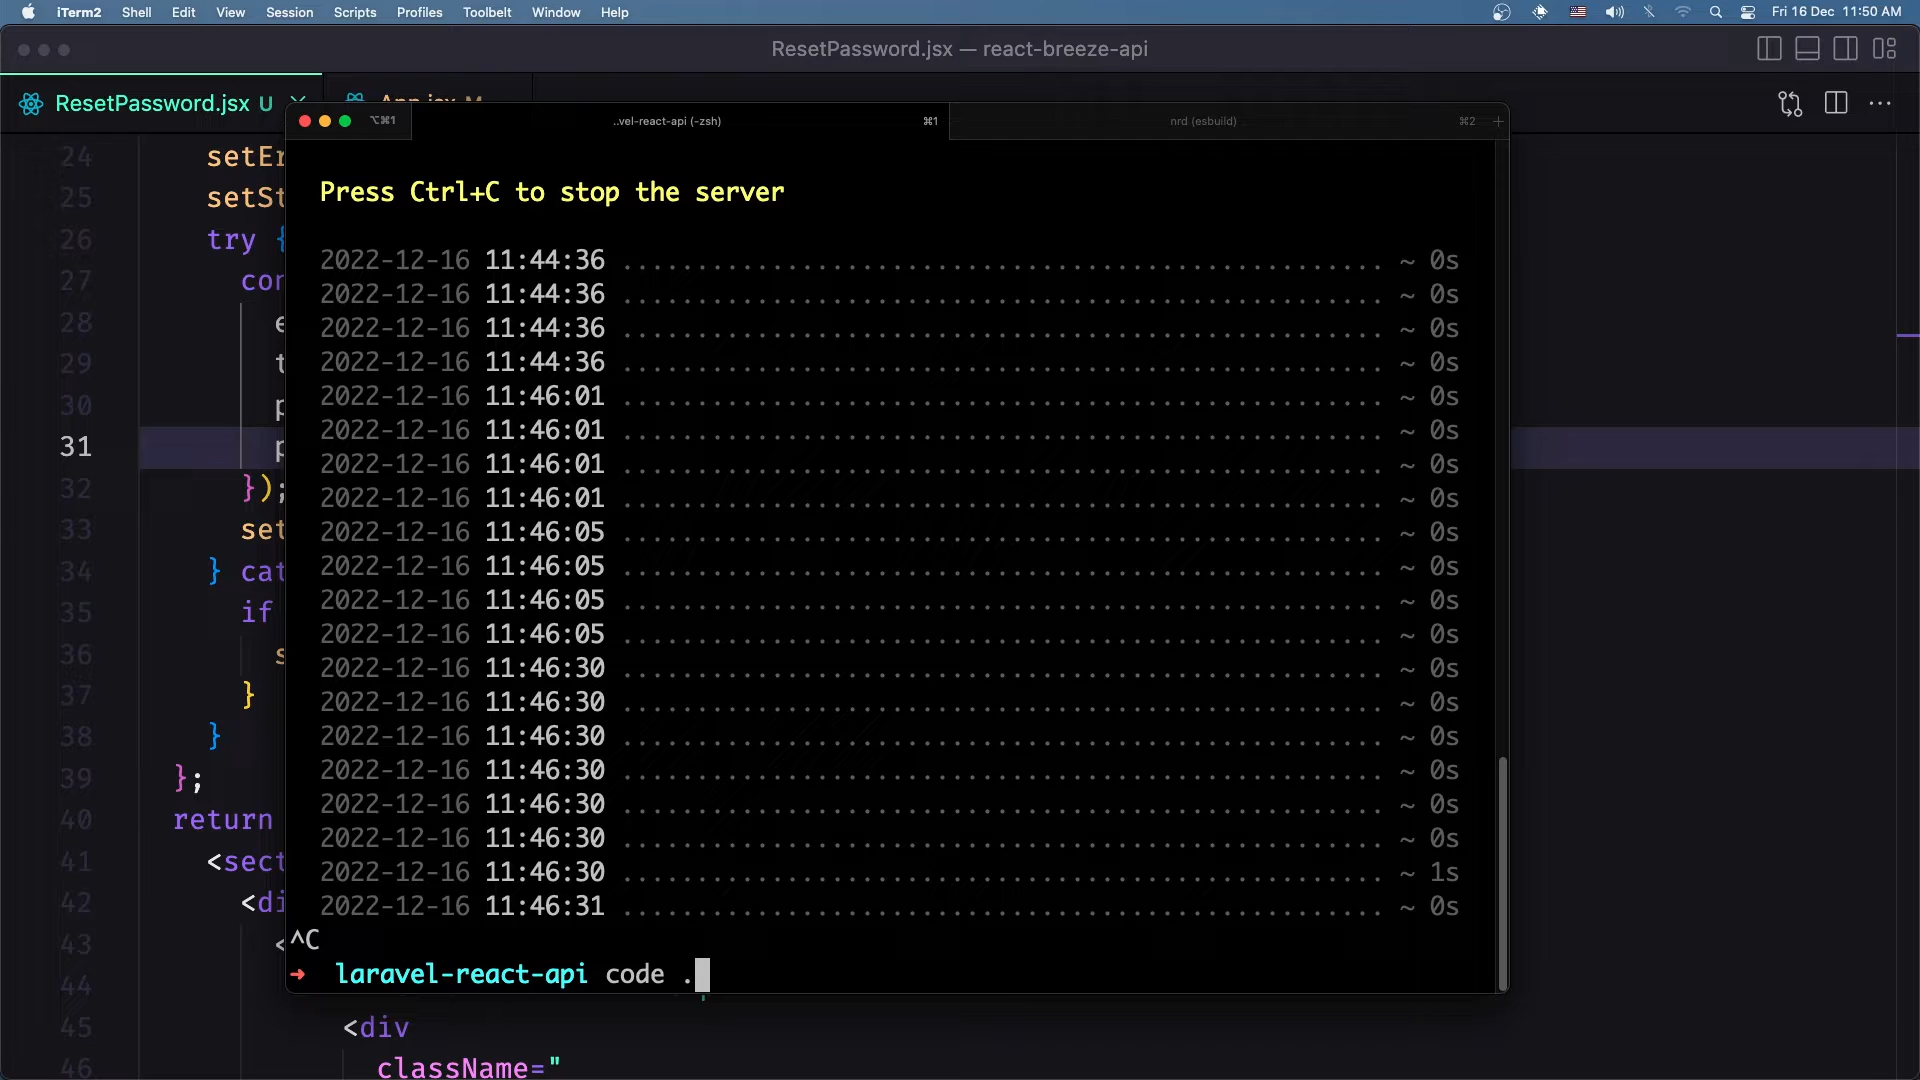 iTerm2 Shell Edit View Session Scripts Profiles Toolbelt Window Help Fri 16 Dec 11:50 AM
ResetPassword.jsx — react-breeze-api
ResetPassword.jsx U App.jsx M
⌥⌘1 ..vel-react-api (-zsh) ⌘1 nrd (esbuild) ⌘2 +
Press Ctrl+C to stop the server
2022-12-16 11:44:36 ................................................... ~ 0s
2022-12-16 11:44:36 ................................................... ~ 0s
2022-12-16 11:44:36 ................................................... ~ 0s
2022-12-16 11:44:36 ................................................... ~ 0s
2022-12-16 11:46:01 ................................................... ~ 0s
2022-12-16 11:46:01 ................................................... ~ 0s
2022-12-16 11:46:01 ................................................... ~ 0s
2022-12-16 11:46:01 ................................................... ~ 0s
2022-12-16 11:46:05 ................................................... ~ 0s
2022-12-16 11:46:05 ................................................... ~ 0s
2022-12-16 11:46:05 ................................................... ~ 0s
2022-12-16 11:46:05 ................................................... ~ 0s
2022-12-16 11:46:30 ................................................... ~ 0s
2022-12-16 11:46:30 ................................................... ~ 0s
2022-12-16 11:46:30 ................................................... ~ 0s
2022-12-16 11:46:30 ................................................... ~ 0s
2022-12-16 11:46:30 ................................................... ~ 0s
2022-12-16 11:46:30 ................................................... ~ 0s
2022-12-16 11:46:30 ................................................... ~ 1s
2022-12-16 11:46:31 ................................................... ~ 0s
^C
➜ laravel-react-api code .
24 setEr
25 setSt
26 try {
27 con
28 e
29 t
30 p
31 p
32 });
33 set
34 } cat
35 if
36 s
37 }
38 }
39 };
40 return
41 <sect
42 <di
43 <
44
45 <div
46 className="